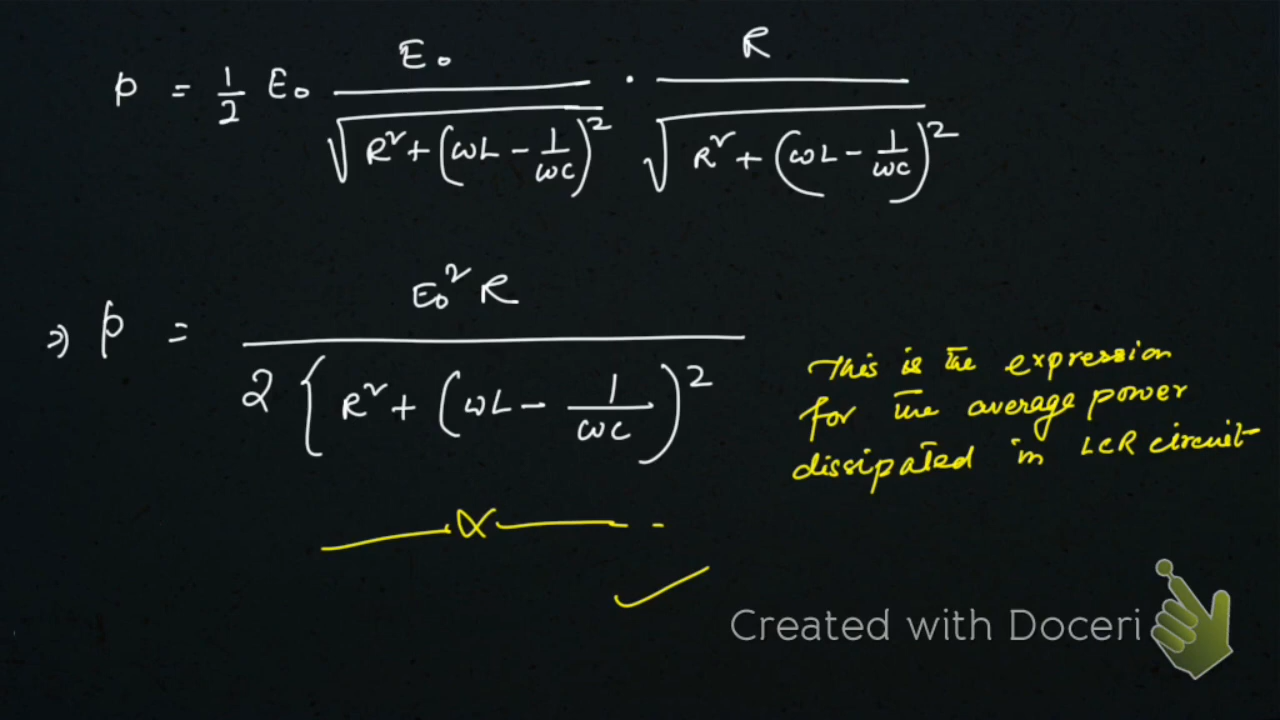 p = 1/2 E₀ E₀/√(R² + (ωL − 1/ωC)²) · R/√(R² + (ωL − 1/ωC)²)
⇒ p = E₀² R / 2 { R² + (ωL − 1/ωC)²
This is the expression
for the average power
dissipated in LCR circuit
Created with Doceri